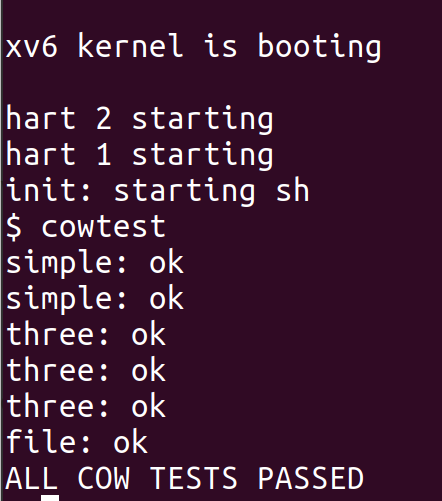 xv6 kernel is booting
hart 2 starting
hart 1 starting
init: starting sh
$ cowtest
simple: ok
simple: ok
three: ok
three: ok
three: ok
file: ok
ALL COW TESTS PASSED